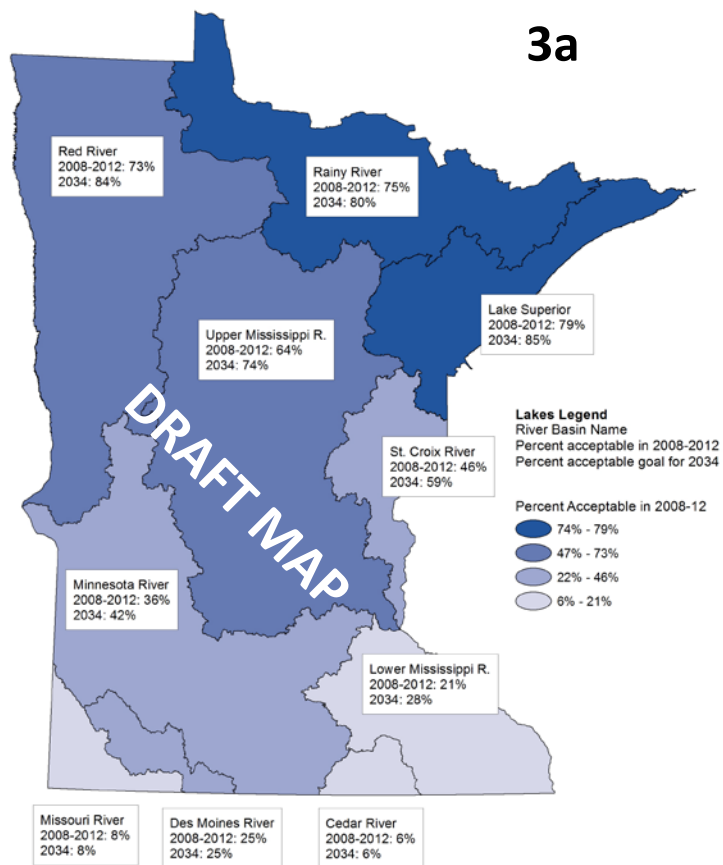 3a
Red River
2008-2012: 73%
2034: 84%
Rainy River
2008-2012: 75%
2034: 80%
Lake Superior
2008-2012: 79%
2034: 85%
Upper Mississippi R.
2008-2012: 64%
2034: 74%
DRAFT MAP
St. Croix River
2008-2012: 46%
2034: 59%
Lakes Legend
River Basin Name
Percent acceptable in 2008-2012
Percent acceptable goal for 2034
Percent Acceptable in 2008-12
74% - 79%
47% - 73%
22% - 46%
6% - 21%
Minnesota River
2008-2012: 36%
2034: 42%
Lower Mississippi R.
2008-2012: 21%
2034: 28%
Missouri River
2008-2012: 8%
2034: 8%
Des Moines River
2008-2012: 25%
2034: 25%
Cedar River
2008-2012: 6%
2034: 6%